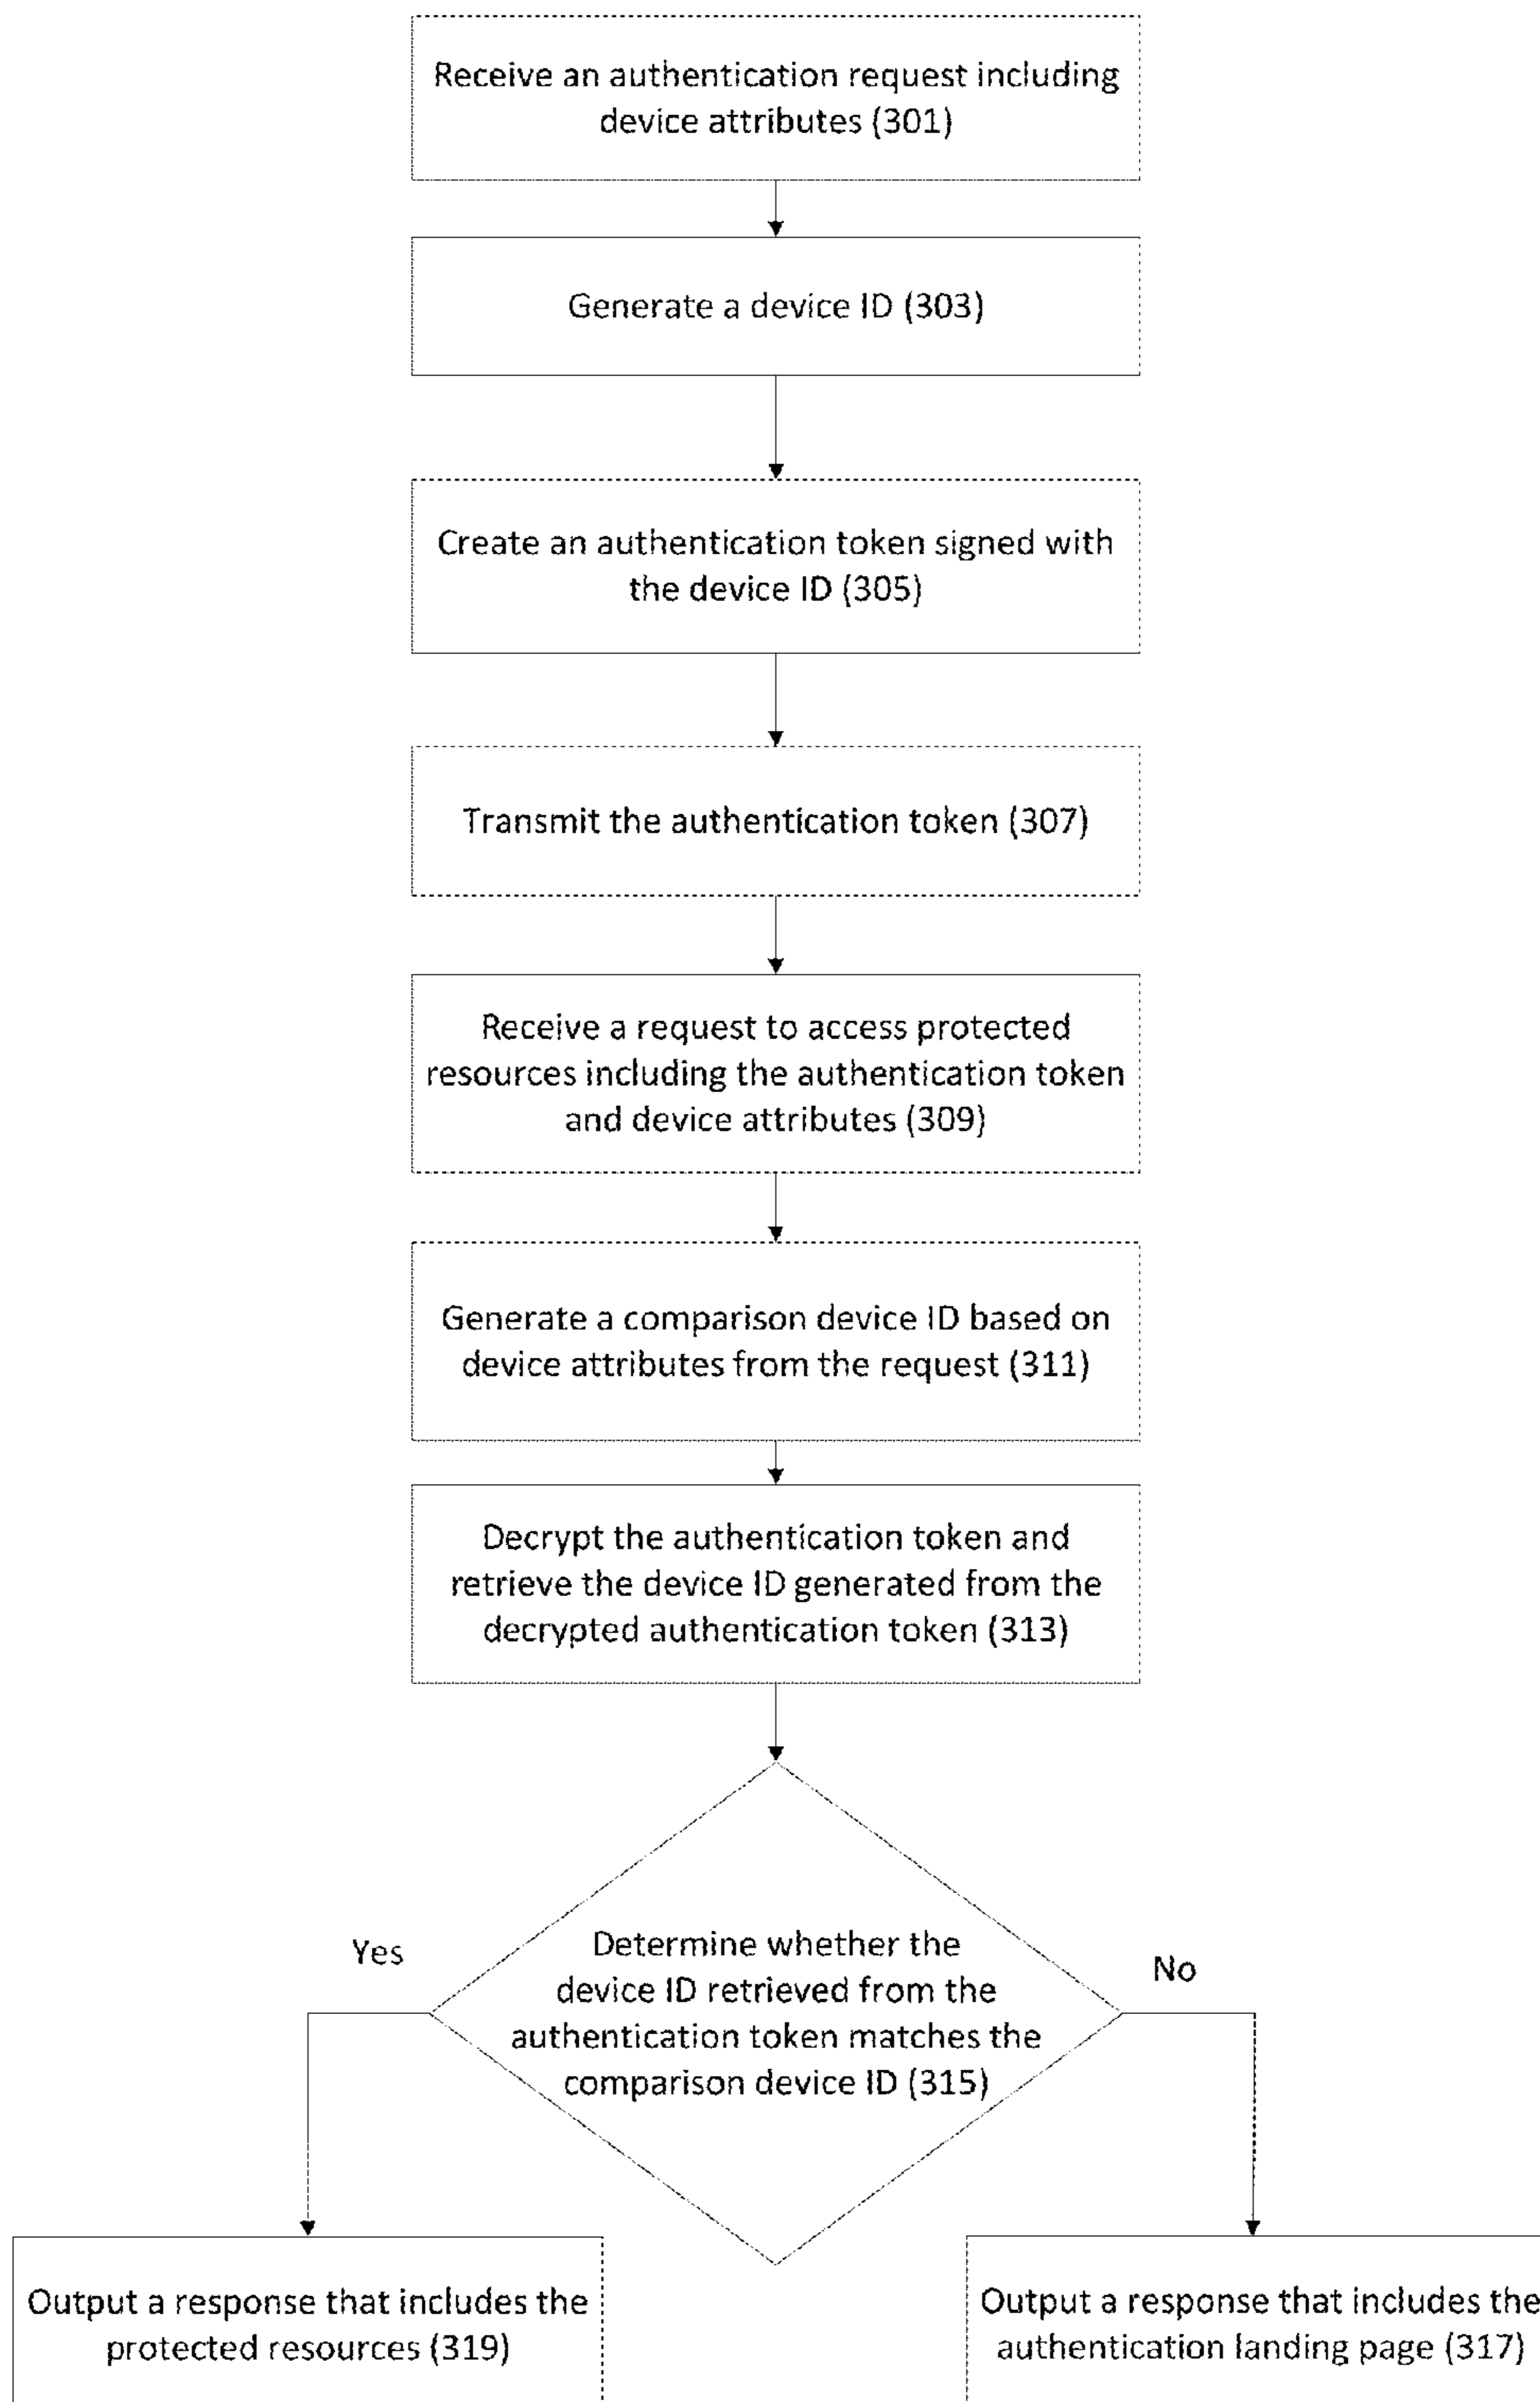 Receive an authentication request including
device attributes (301)
Generate a device ID (303)
Create an authentication token signed with
the device ID (305)
Transmit the authentication token (307)
Receive a request to access protected
resources including the authentication token
and device attributes (309)
Generate a comparison device ID based on
device attributes from the request (311)
Decrypt the authentication token and
retrieve the device ID generated from the
decrypted authentication token (313)
Determine whether the
device ID retrieved from the
authentication token matches the
comparison device ID (315)
Yes
No
Output a response that includes the
protected resources (319)
Output a response that includes the
authentication landing page (317)